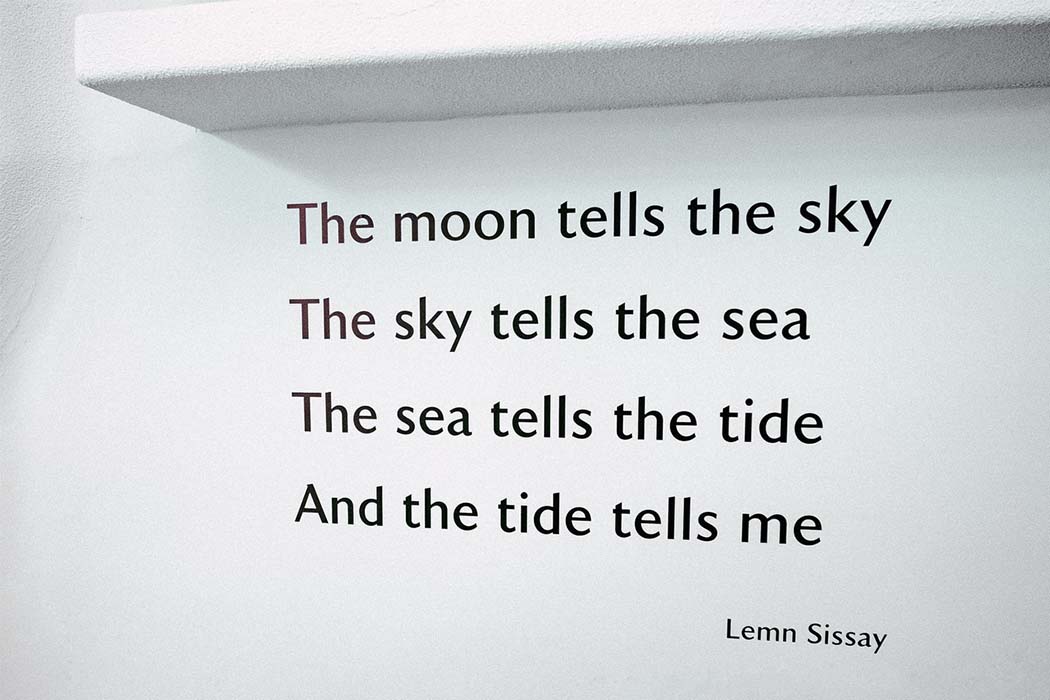 The moon tells the sky
The sky tells the sea
The sea tells the tide
And the tide tells me
Lemn Sissay